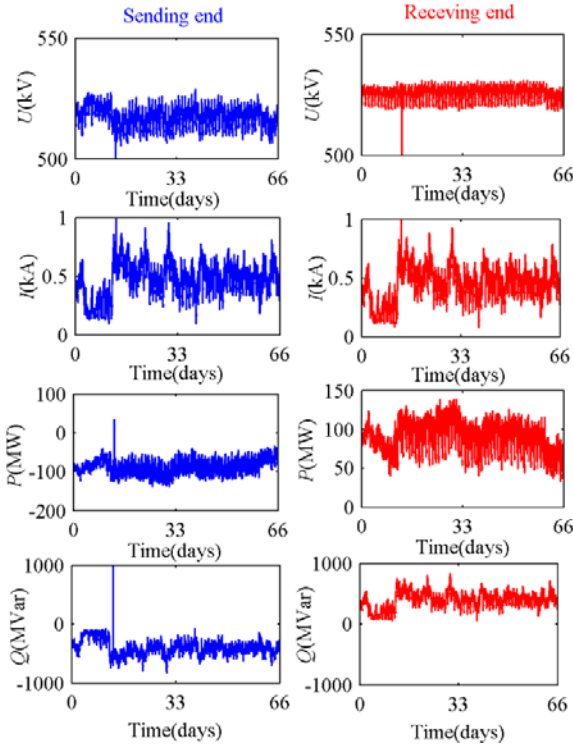 Sending end
Receving end
550
U(kV)
500
0 33 66
Time(days)
550
U(kV)
500
0 33 66
Time(days)
1
I(kA)
0.5
0
0 33 66
Time(days)
1
I(kA)
0.5
0
0 33 66
Time(days)
100
0
P(MW)
-100
-200
0 33 66
Time(days)
150
100
P(MW)
50
0
0 33 66
Time(days)
1000
Q(MVar)
0
-1000
0 33 66
Time(days)
1000
Q(MVar)
0
-1000
0 33 66
Time(days)